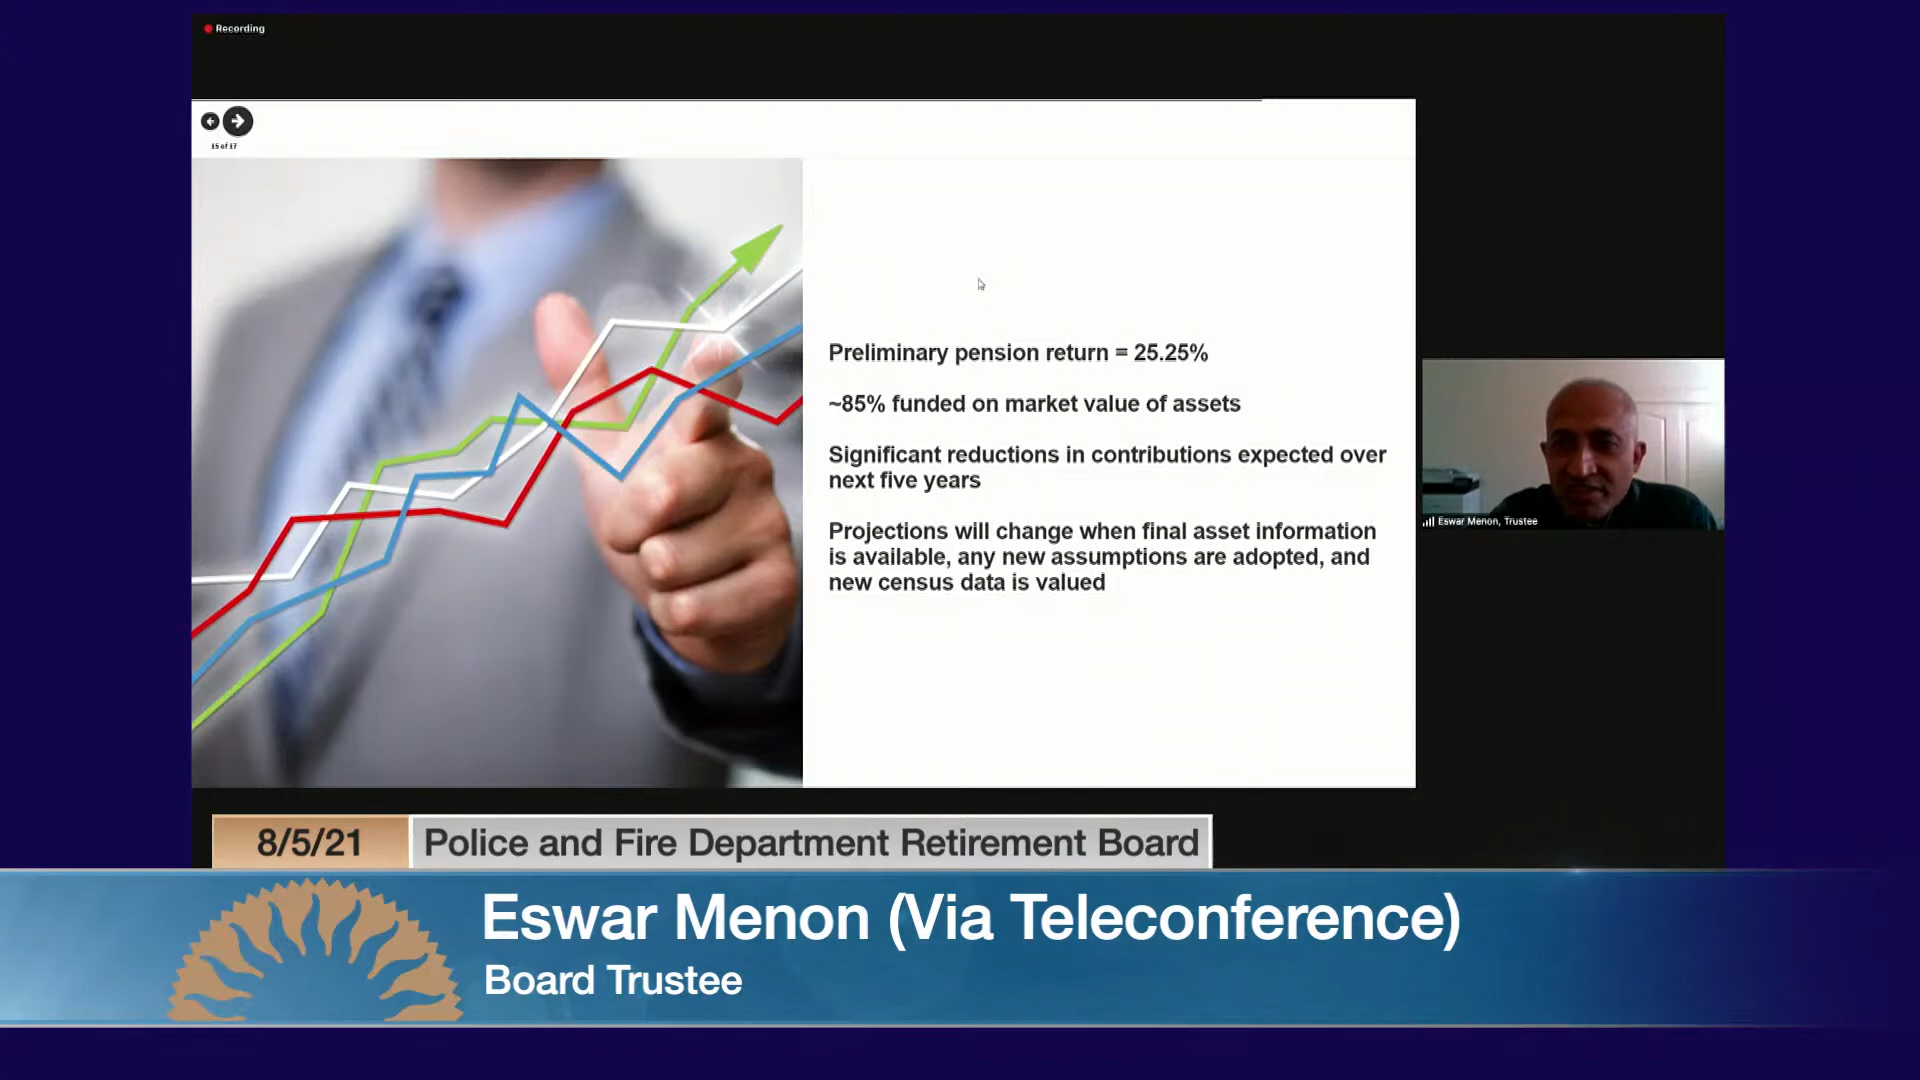 Recording
15 of 17
Preliminary pension return = 25.25%
~85% funded on market value of assets
Significant reductions in contributions expected over
next five years
Projections will change when final asset information
is available, any new assumptions are adopted, and
new census data is valued
Eswar Menon, Trustee
8/5/21
Police and Fire Department Retirement Board
Eswar Menon (Via Teleconference)
Board Trustee